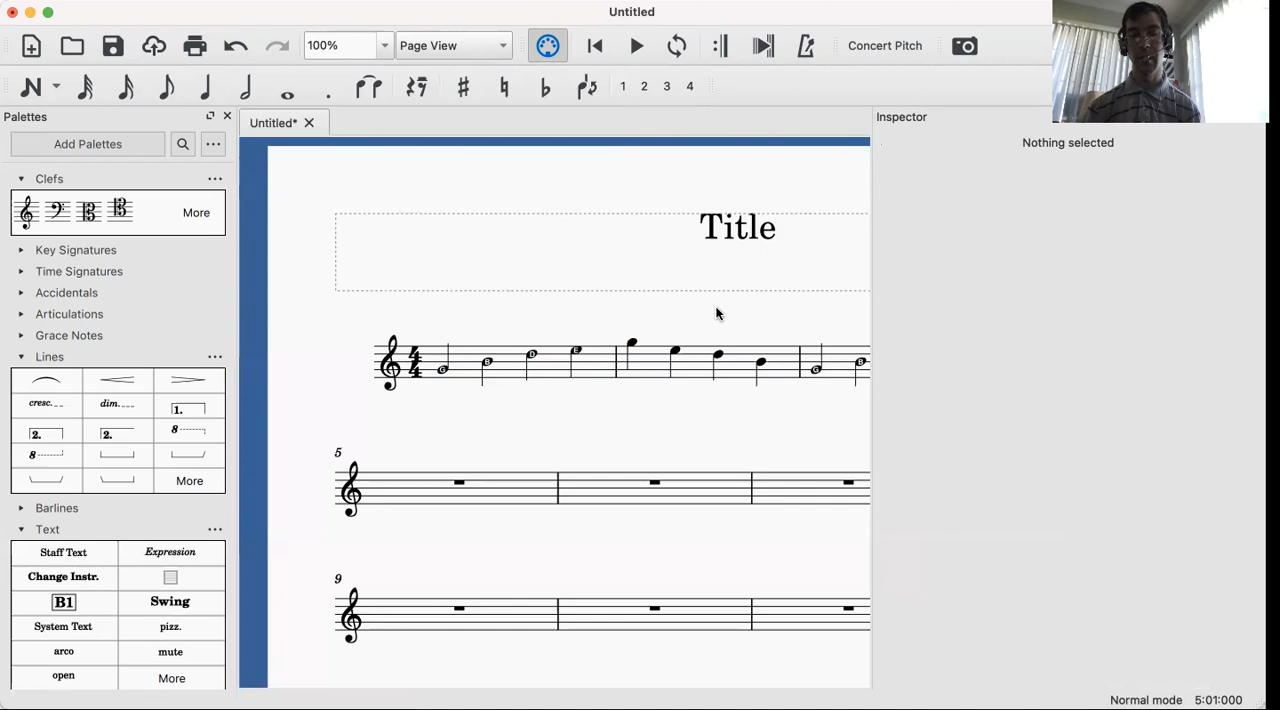 Untitled
100%
Page View
Concert Pitch
1 2 3 4
Palettes
Untitled*
Inspector
Add Palettes
Nothing selected
Clefs
More
Key Signatures
Time Signatures
Accidentals
Articulations
Grace Notes
Lines
cresc.
dim.
1.
2.
2.
8
8
More
Barlines
Text
Staff Text
Expression
Change Instr.
B1
Swing
System Text
pizz.
arco
mute
open
More
Title
4
4
G B D E G B
5
9
Normal mode 5:01:000